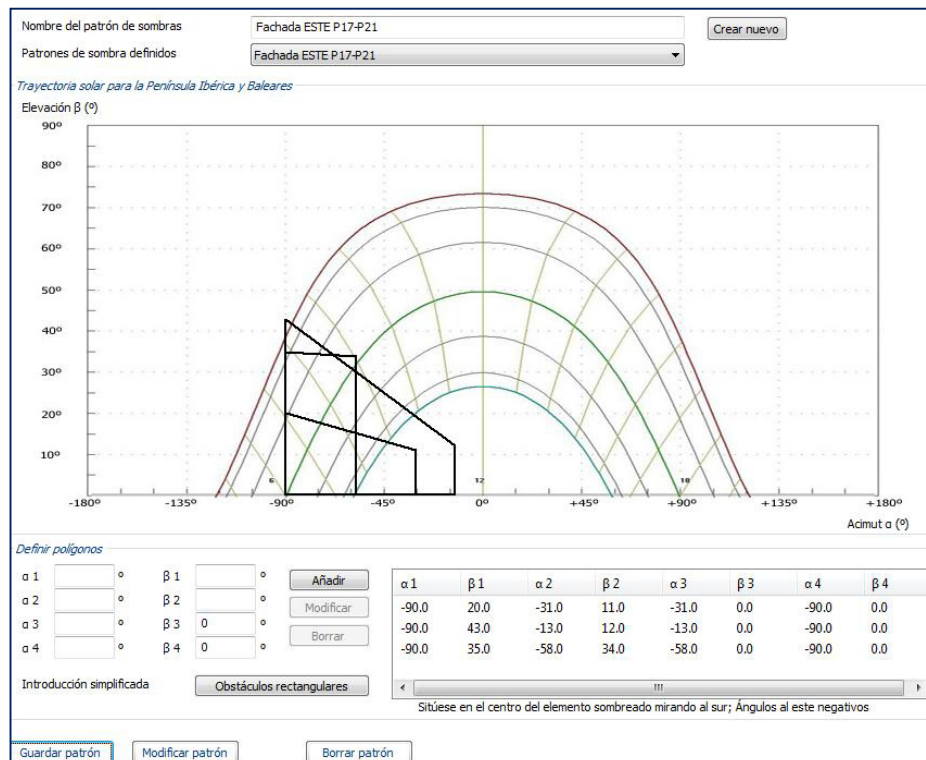 Nombre del patrón de sombras Fachada ESTE P17-P21 Crear nuevo
Patrones de sombra definidos Fachada ESTE P17-P21
Trayectoria solar para la Península Ibérica y Baleares
Elevación β (º)
90º
80º
70º
60º
50º
40º
30º
20º
10º
6 12 18
-180º -135º -90º -45º 0º +45º +90º +135º +180º
Acimut α (º)
Definir polígonos
α 1 º β 1 º Añadir
α 2 º β 2 º Modificar
α 3 º β 3 0 º Borrar
α 4 º β 4 0 º
Introducción simplificada Obstáculos rectangulares
α 1 β 1 α 2 β 2 α 3 β 3 α 4 β 4
-90.0 20.0 -31.0 11.0 -31.0 0.0 -90.0 0.0
-90.0 43.0 -13.0 12.0 -13.0 0.0 -90.0 0.0
-90.0 35.0 -58.0 34.0 -58.0 0.0 -90.0 0.0
Sitúese en el centro del elemento sombreado mirando al sur; Ángulos al este negativos
Guardar patrón Modificar patrón Borrar patrón